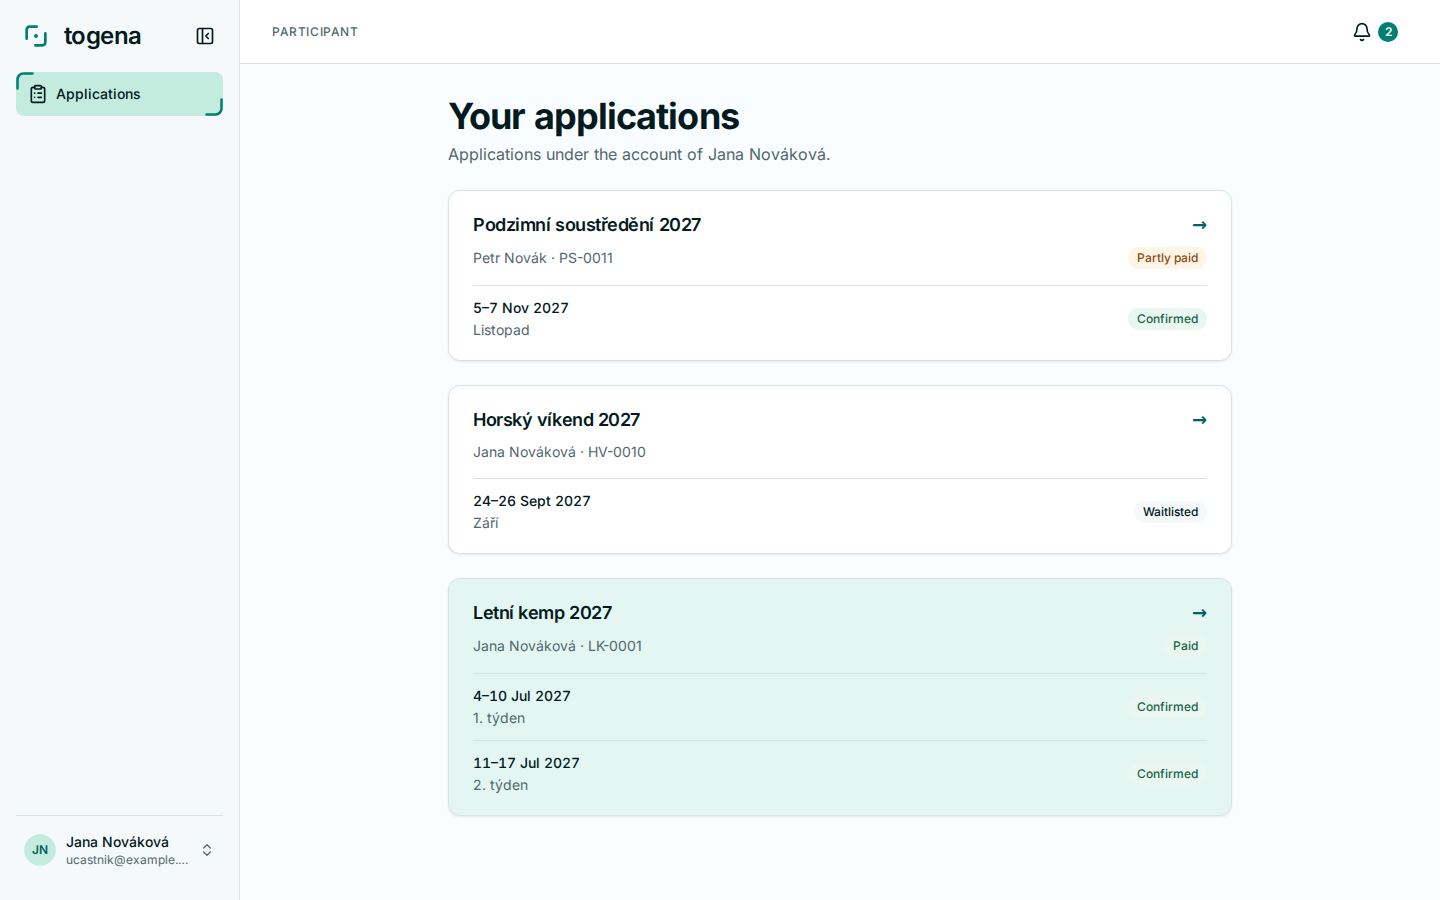 togena
PARTICIPANT
2
Applications
Your applications
Applications under the account of Jana Nováková.
Podzimní soustředění 2027
→
Petr Novák · PS-0011
Partly paid
5–7 Nov 2027
Listopad
Confirmed
Horský víkend 2027
→
Jana Nováková · HV-0010
24–26 Sept 2027
Září
Waitlisted
Letní kemp 2027
→
Jana Nováková · LK-0001
Paid
4–10 Jul 2027
1. týden
Confirmed
11–17 Jul 2027
2. týden
Confirmed
JN
Jana Nováková
ucastnik@example....